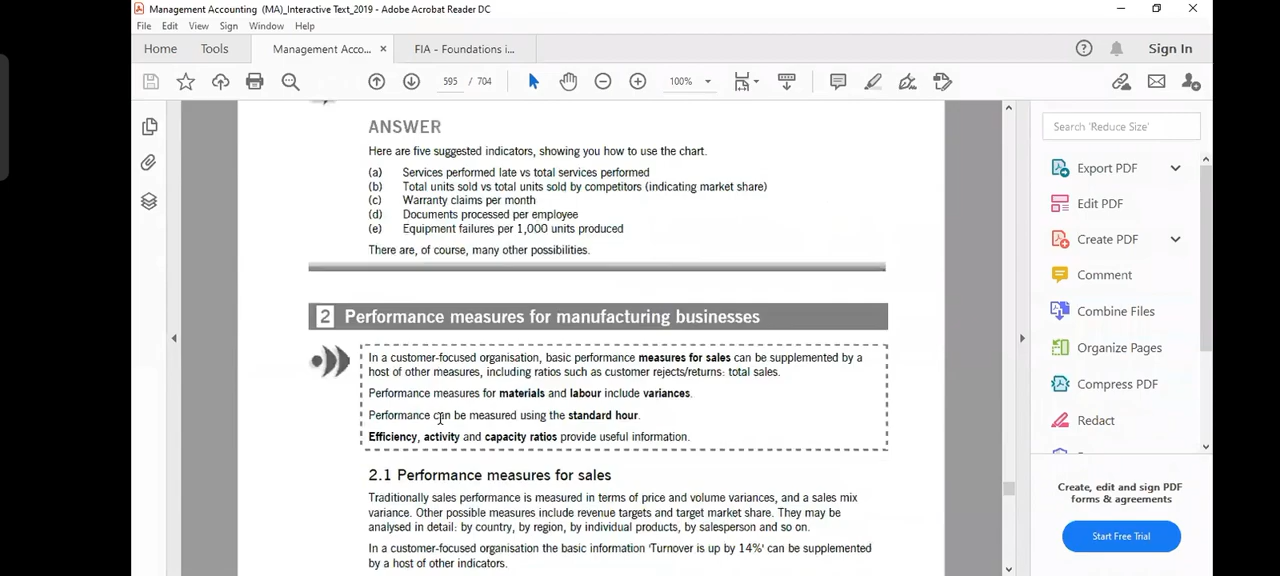 Management Accounting (MA)_Interactive Text_2019 - Adobe Acrobat Reader DC
File Edit View Sign Window Help
Home Tools Management Acco... × FIA - Foundations i... Sign In
595 / 704 100%
ANSWER
Here are five suggested indicators, showing you how to use the chart.
(a) Services performed late vs total services performed
(b) Total units sold vs total units sold by competitors (indicating market share)
(c) Warranty claims per month
(d) Documents processed per employee
(e) Equipment failures per 1,000 units produced
There are, of course, many other possibilities.
2 Performance measures for manufacturing businesses
In a customer-focused organisation, basic performance measures for sales can be supplemented by a
host of other measures, including ratios such as customer rejects/returns: total sales.
Performance measures for materials and labour include variances.
Performance can be measured using the standard hour.
Efficiency, activity and capacity ratios provide useful information.
2.1 Performance measures for sales
Traditionally sales performance is measured in terms of price and volume variances, and a sales mix
variance. Other possible measures include revenue targets and target market share. They may be
analysed in detail: by country, by region, by individual products, by salesperson and so on.
In a customer-focused organisation the basic information 'Turnover is up by 14%' can be supplemented
by a host of other indicators.
Search 'Reduce Size'
Export PDF
Edit PDF
Create PDF
Comment
Combine Files
Organize Pages
Compress PDF
Redact
Create, edit and sign PDF
forms & agreements
Start Free Trial